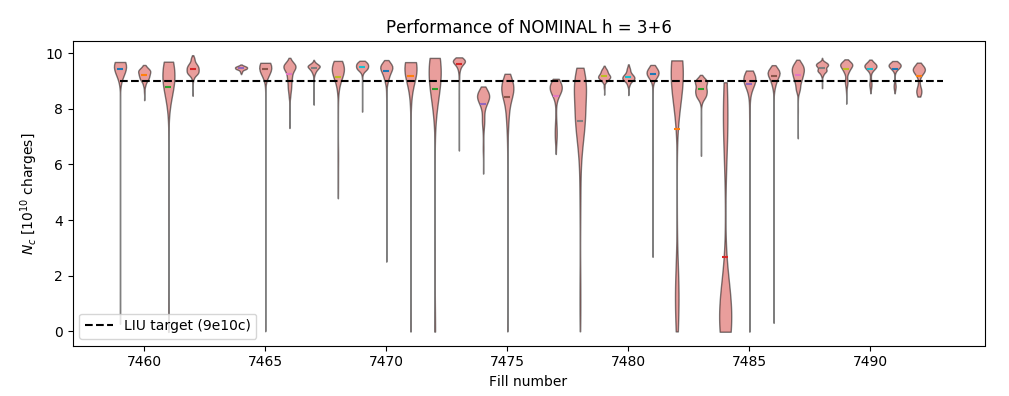 Performance of NOMINAL h = 3+6
N_c [10^10 charges]
10
8
6
4
2
0
LIU target (9e10c)
7460 7465 7470 7475 7480 7485 7490
Fill number